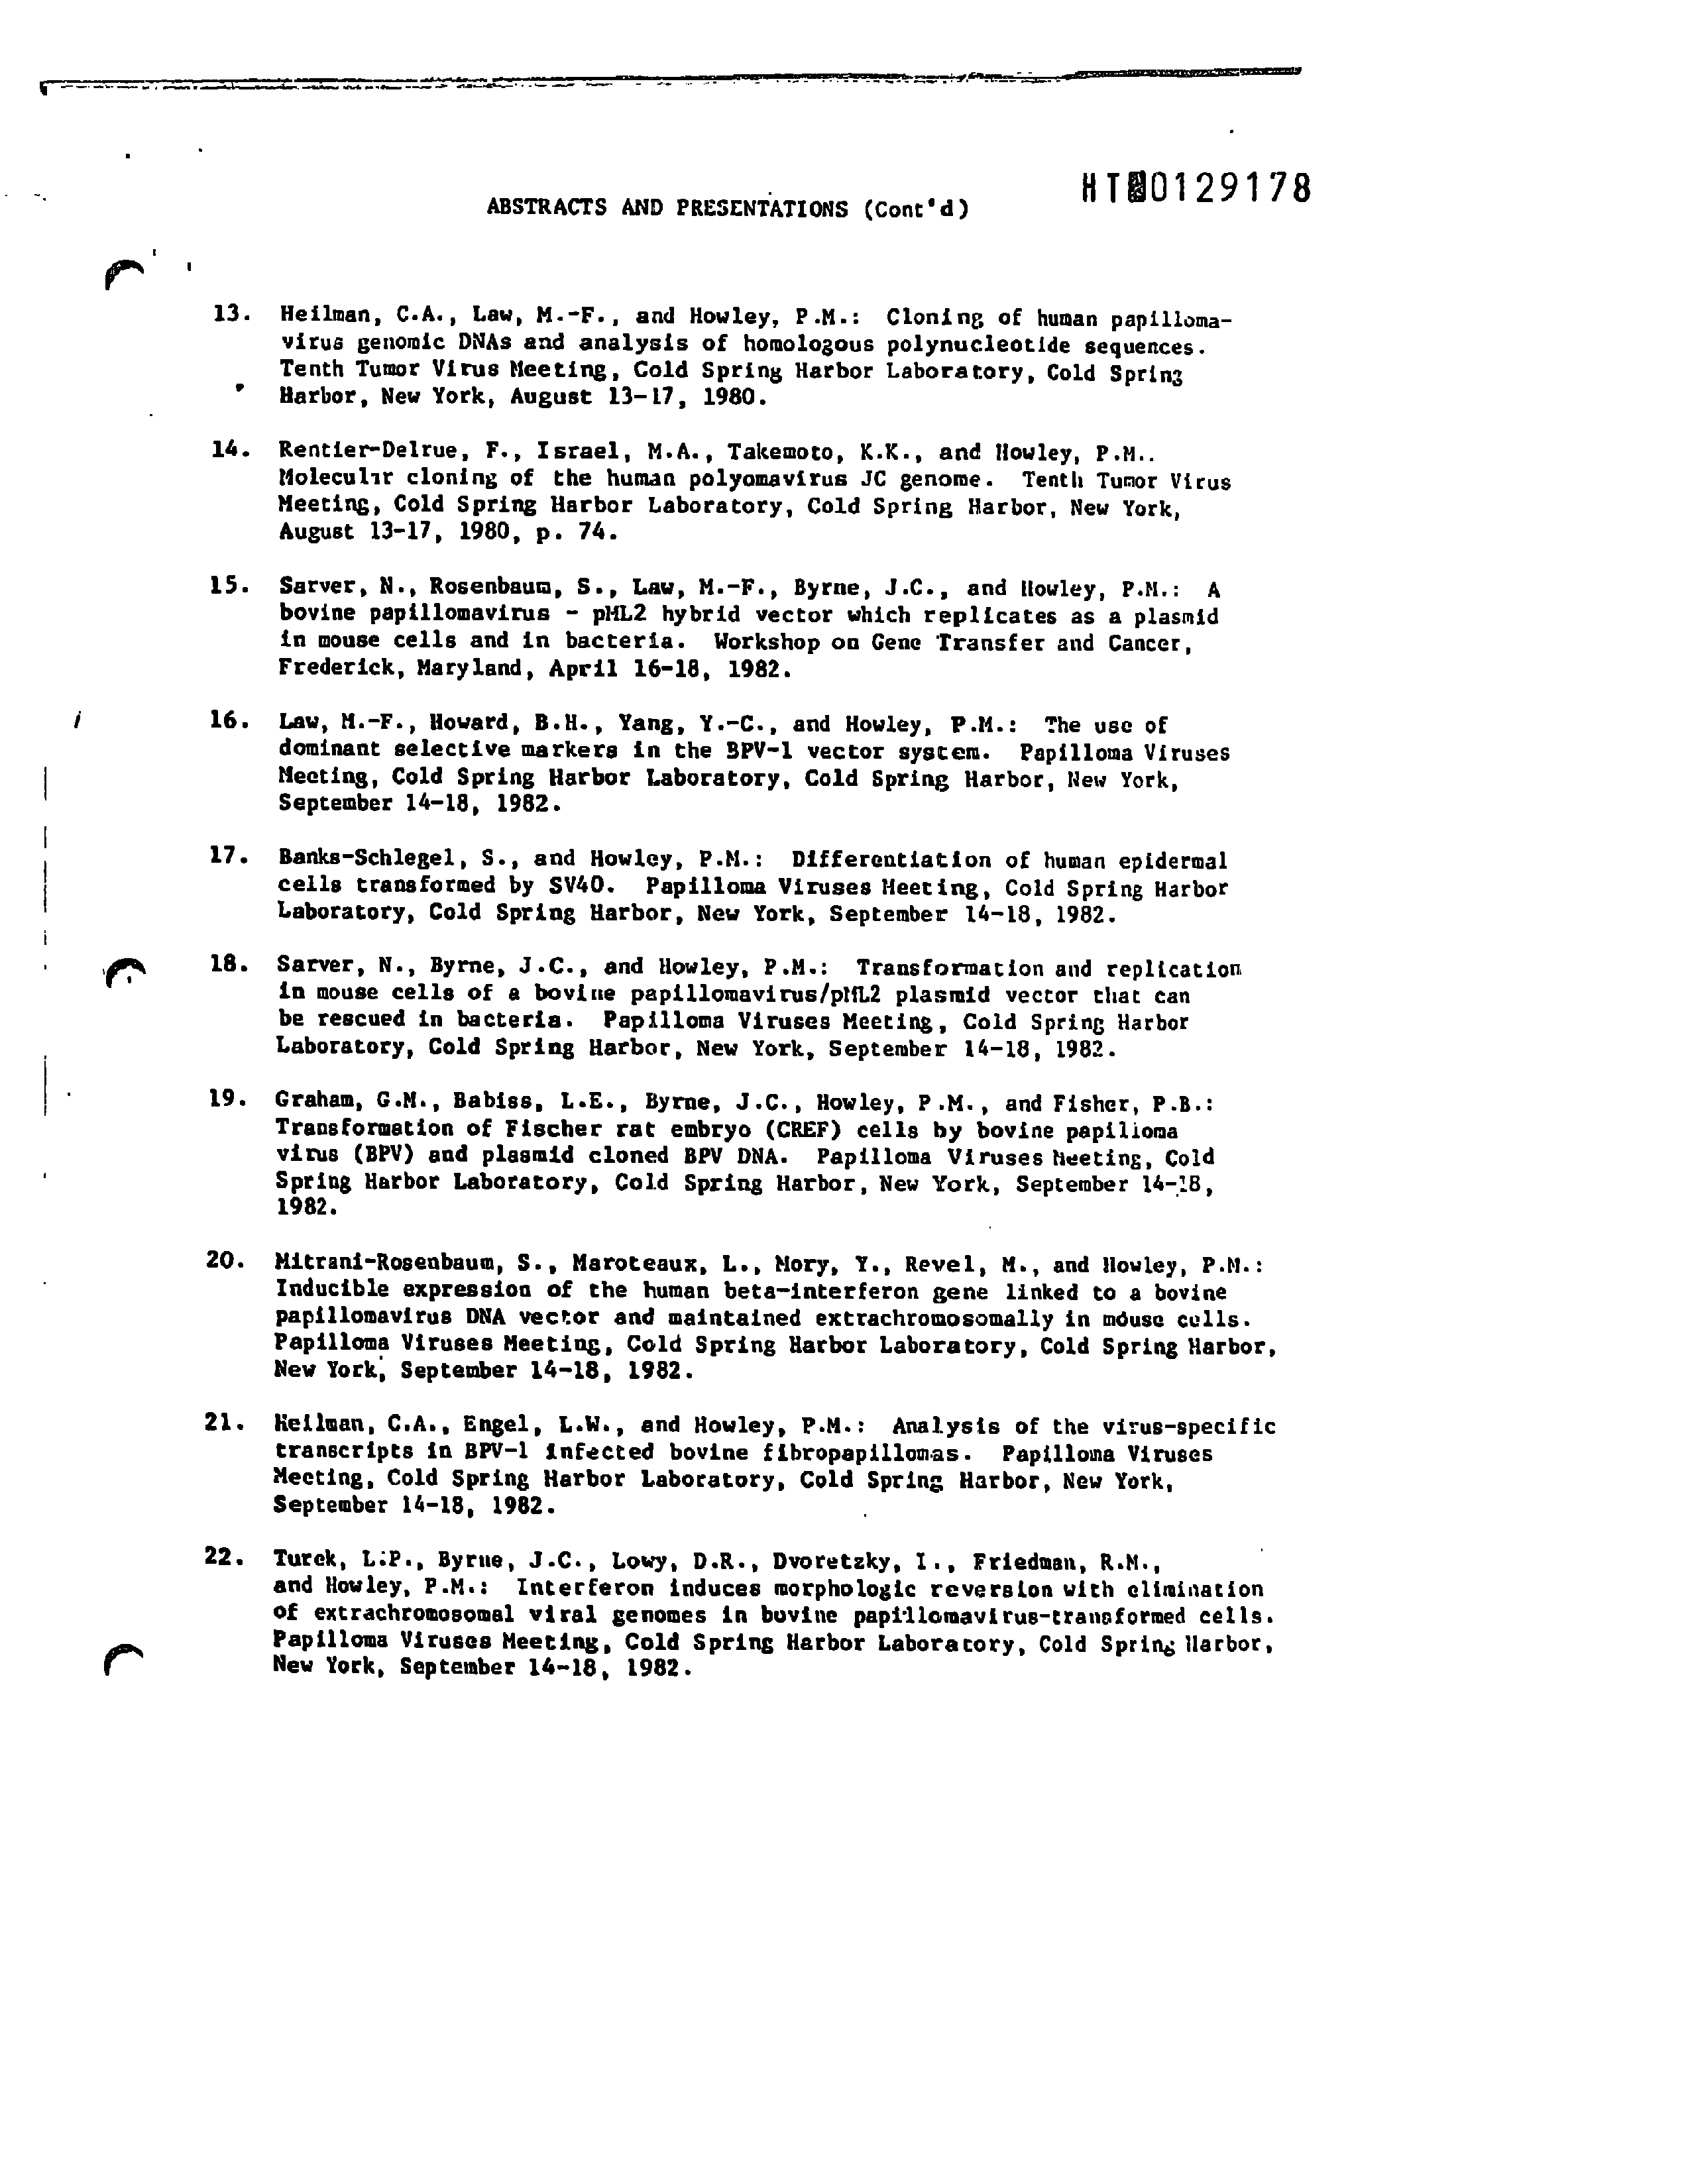 HT 0129178
ABSTRACTS AND PRESENTATIONS (Cont'd)
13. Heilman, C.A., Law, M.-F., and Howley, P.M.: Cloning of human papilloma-
virus genomic DNAs and analysis of homologous polynucleotide sequences.
Tenth Tumor Virus Meeting, Cold Spring Harbor Laboratory, Cold Spring
Harbor, New York, August 13-17, 1980.
14. Rentier-Delrue, F., Israel, M.A., Takemoto, K.K., and Howley, P.M..
Molecular cloning of the human polyomavirus JC genome. Tenth Tumor Virus
Meeting, Cold Spring Harbor Laboratory, Cold Spring Harbor, New York,
August 13-17, 1980, p. 74.
15. Sarver, N., Rosenbaum, S., Law, M.-F., Byrne, J.C., and Howley, P.M.: A
bovine papillomavirus - pML2 hybrid vector which replicates as a plasmid
in mouse cells and in bacteria. Workshop on Gene Transfer and Cancer,
Frederick, Maryland, April 16-18, 1982.
16. Law, M.-F., Howard, B.H., Yang, Y.-C., and Howley, P.M.: The use of
dominant selective markers in the BPV-1 vector system. Papilloma Viruses
Meeting, Cold Spring Harbor Laboratory, Cold Spring Harbor, New York,
September 14-18, 1982.
17. Banks-Schlegel, S., and Howley, P.M.: Differentiation of human epidermal
cells transformed by SV40. Papilloma Viruses Meeting, Cold Spring Harbor
Laboratory, Cold Spring Harbor, New York, September 14-18, 1982.
18. Sarver, N., Byrne, J.C., and Howley, P.M.: Transformation and replication
in mouse cells of a bovine papillomavirus/pML2 plasmid vector that can
be rescued in bacteria. Papilloma Viruses Meeting, Cold Spring Harbor
Laboratory, Cold Spring Harbor, New York, September 14-18, 1982.
19. Graham, G.M., Babiss, L.E., Byrne, J.C., Howley, P.M., and Fisher, P.B.:
Transformation of Fischer rat embryo (CREF) cells by bovine papilioma
virus (BPV) and plasmid cloned BPV DNA. Papilloma Viruses Meeting, Cold
Spring Harbor Laboratory, Cold Spring Harbor, New York, September 14-18,
1982.
20. Mitrani-Rosenbaum, S., Maroteaux, L., Mory, Y., Revel, M., and Howley, P.M.:
Inducible expression of the human beta-interferon gene linked to a bovine
papillomavirus DNA vector and maintained extrachromosomally in mouse cells.
Papilloma Viruses Meeting, Cold Spring Harbor Laboratory, Cold Spring Harbor,
New York, September 14-18, 1982.
21. Heilman, C.A., Engel, L.W., and Howley, P.M.: Analysis of the virus-specific
transcripts in BPV-1 infected bovine fibropapillomas. Papilloma Viruses
Meeting, Cold Spring Harbor Laboratory, Cold Spring Harbor, New York,
September 14-18, 1982.
22. Turek, L.P., Byrne, J.C., Lowy, D.R., Dvoretzky, I., Friedman, R.M.,
and Howley, P.M.: Interferon induces morphologic reversion with elimination
of extrachromosomal viral genomes in bovine papillomavirus-transformed cells.
Papilloma Viruses Meeting, Cold Spring Harbor Laboratory, Cold Spring Harbor,
New York, September 14-18, 1982.